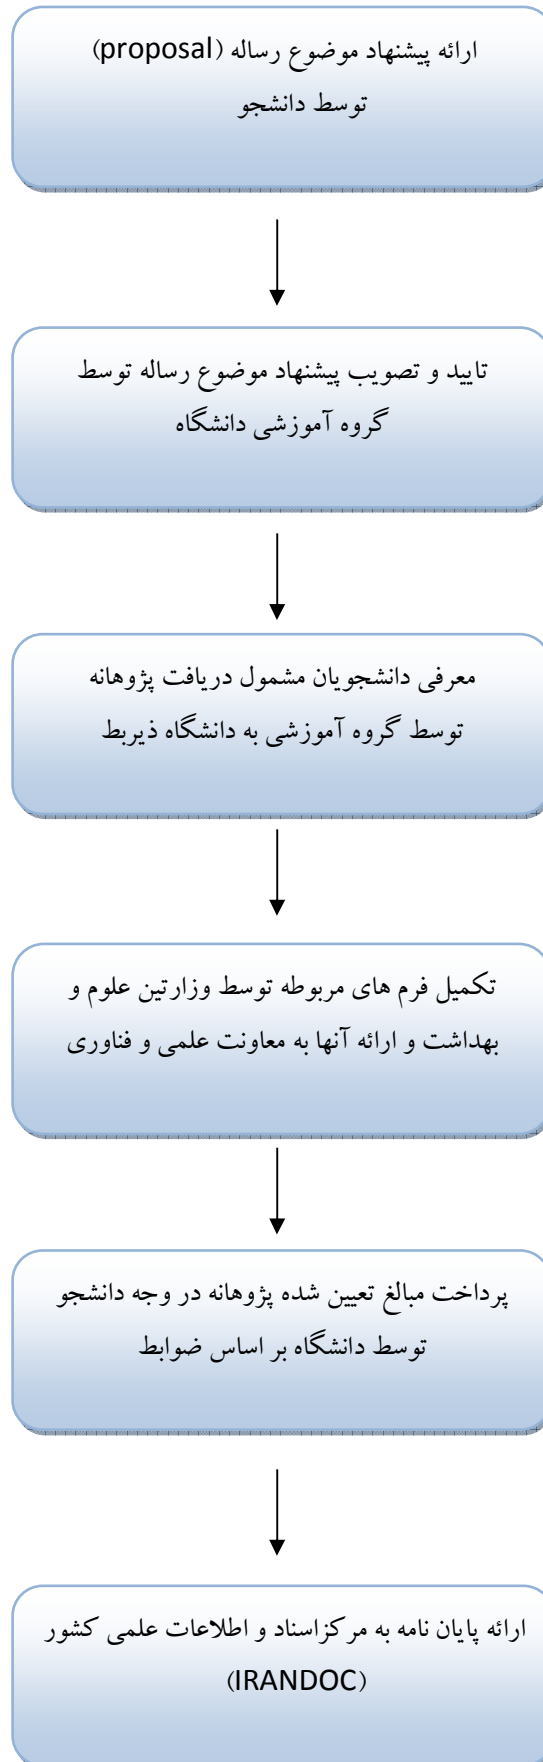 ارائه پیشنهاد موضوع رساله (proposal)
توسط دانشجو
تایید و تصویب پیشنهاد موضوع رساله توسط
گروه آموزشی دانشگاه
معرفی دانشجویان مشمول دریافت پژوهانه
توسط گروه آموزشی به دانشگاه ذیربط
تکمیل فرم های مربوطه توسط وزارتین علوم و
بهداشت و ارائه آنها به معاونت علمی و فناوری
پرداخت مبالغ تعیین شده پژوهانه در وجه دانشجو
توسط دانشگاه بر اساس ضوابط
ارائه پایان نامه به مرکزاسناد و اطلاعات علمی کشور
(IRANDOC)